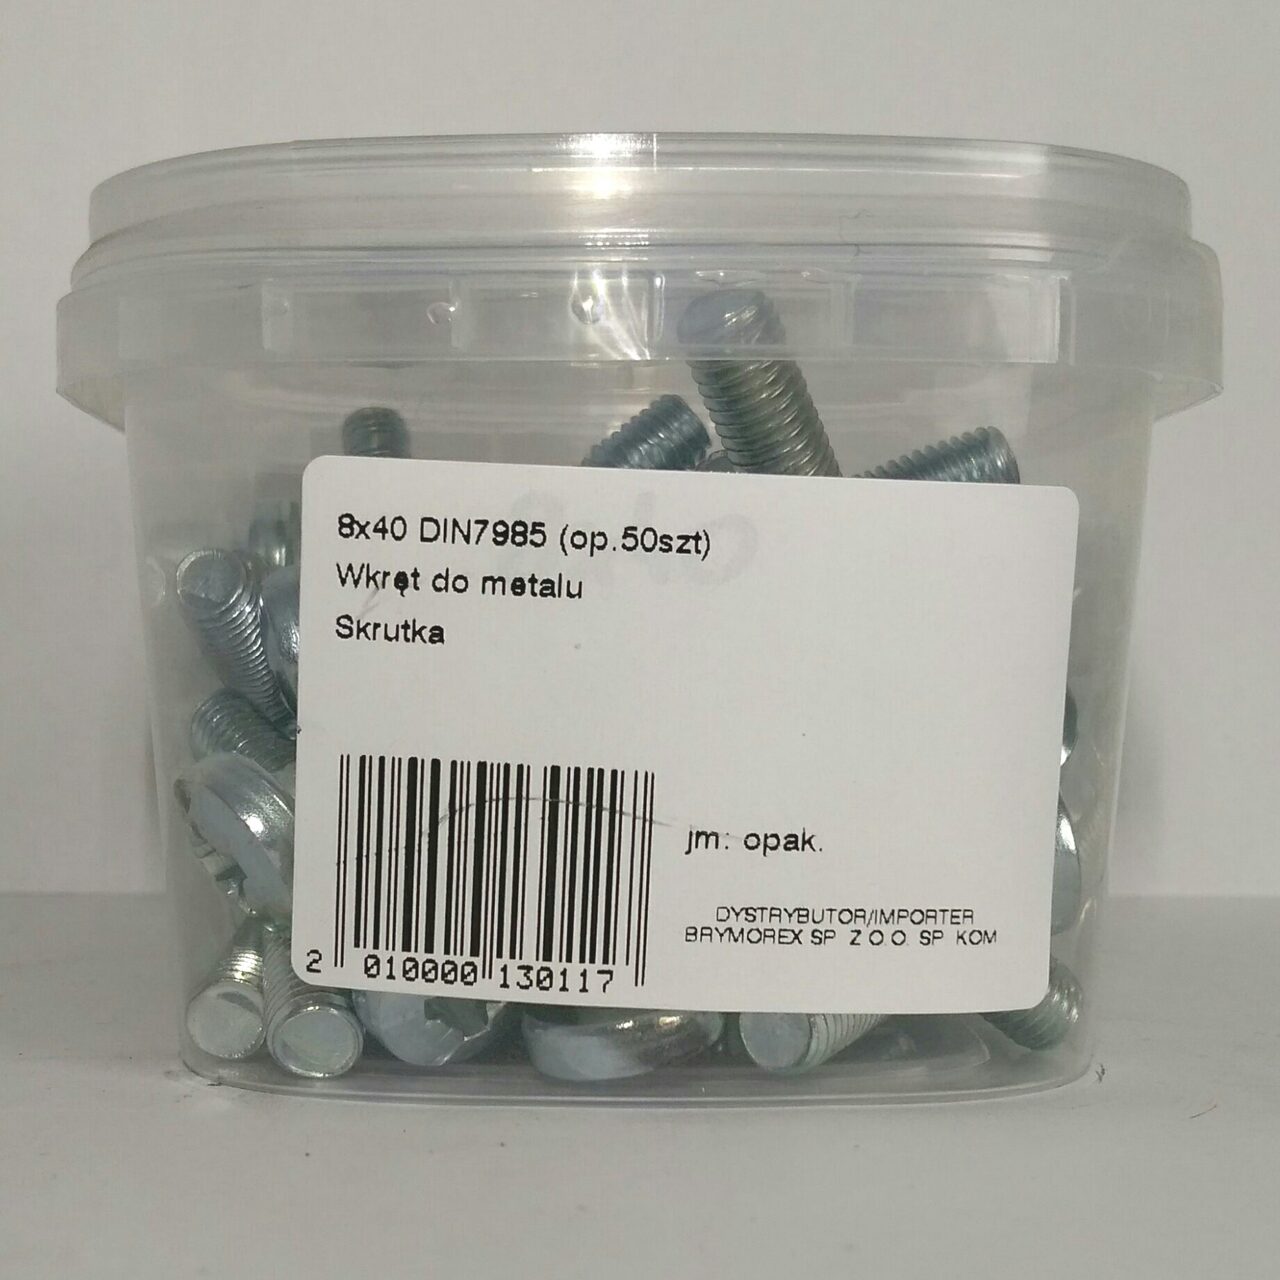 8x40 DIN7985 (op.50szt)
Wkręt do metalu
Skrutka
jm: opak.
DYSTRYBUTOR/IMPORTER
BRYMOREX SP. Z O.O. SP. KOM
2 010000 130117